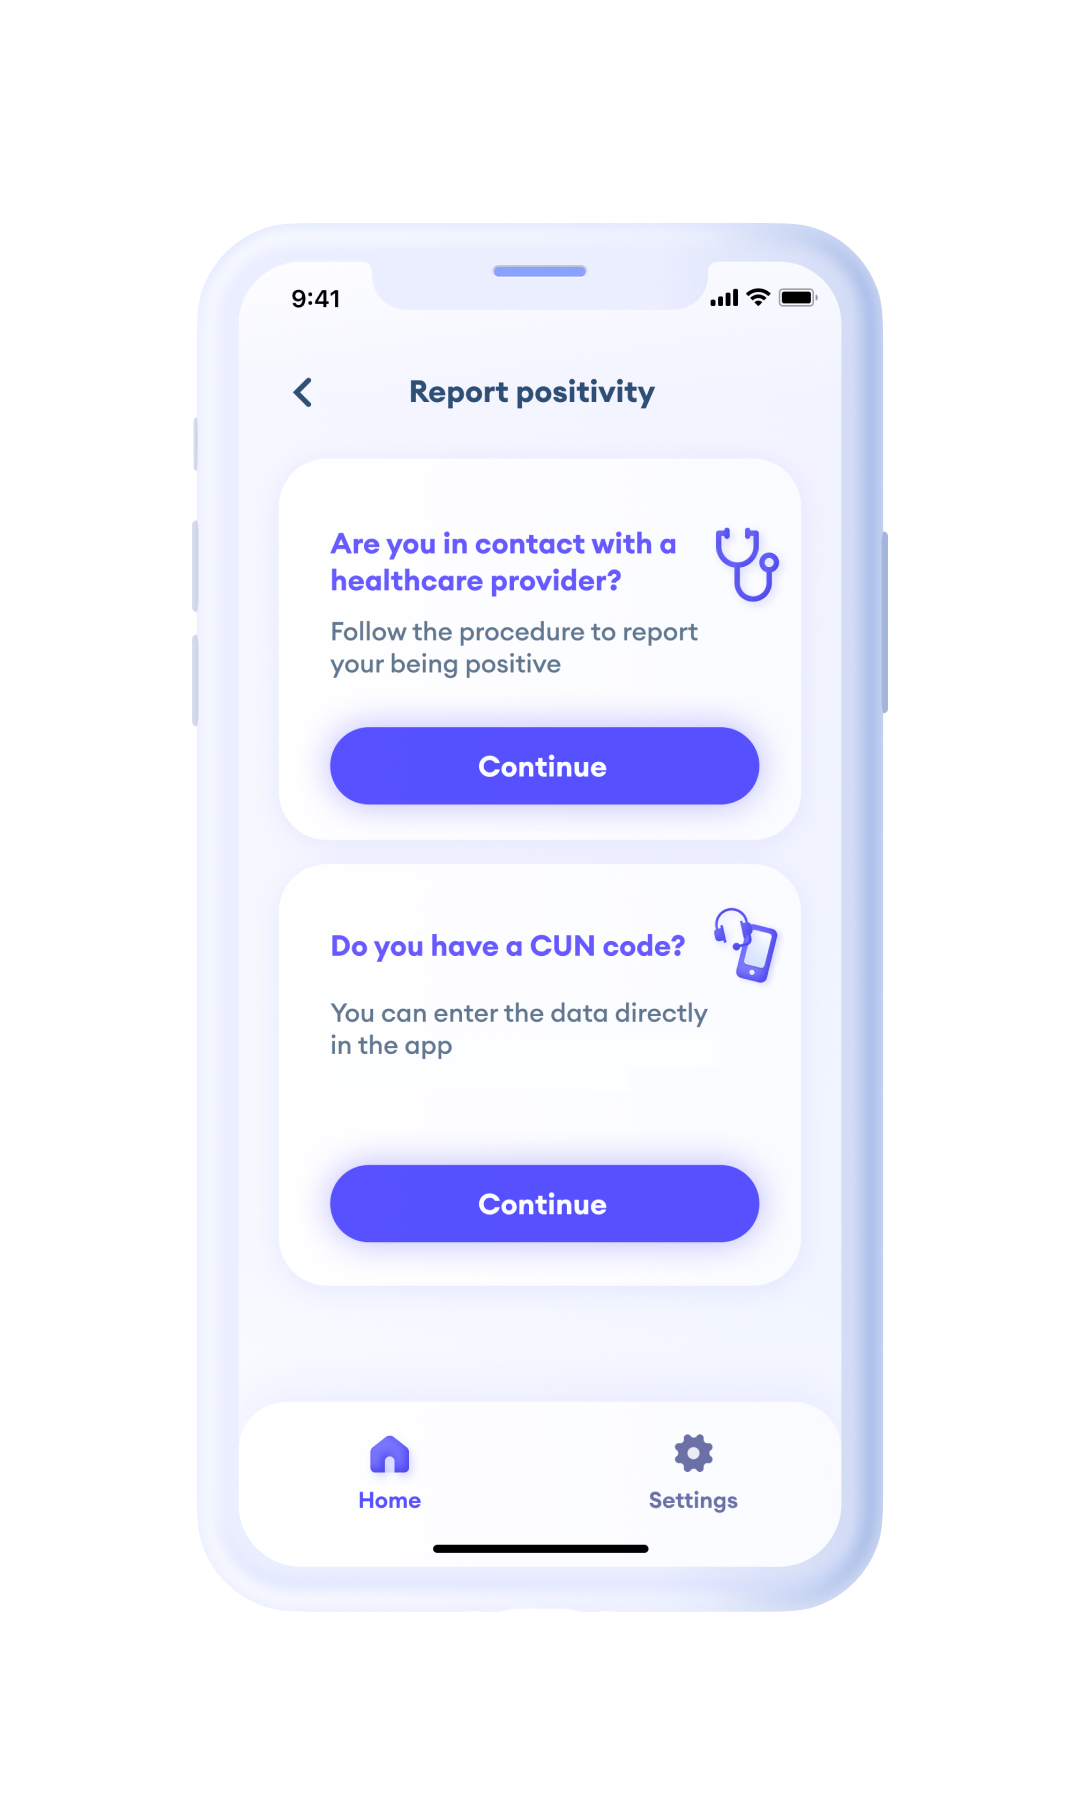 9:41
Report positivity
Are you in contact with a
healthcare provider?
Follow the procedure to report
your being positive
Continue
Do you have a CUN code?
You can enter the data directly
in the app
Continue
Home
Settings